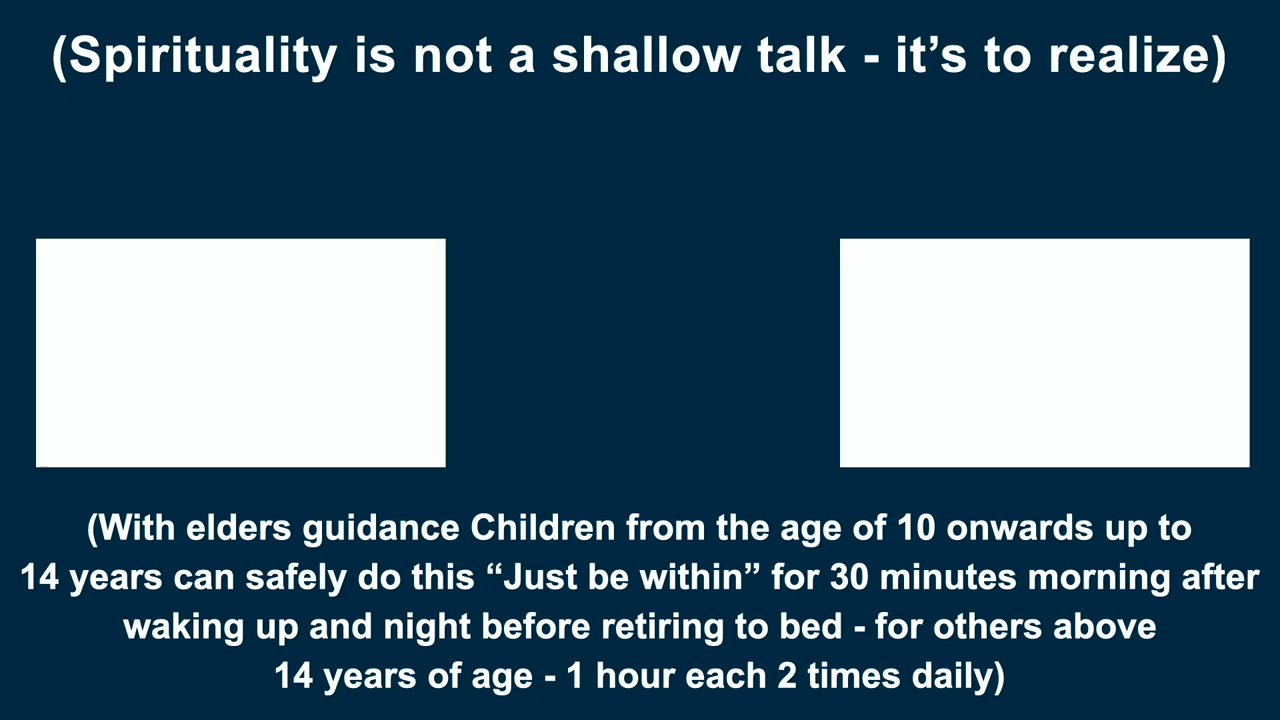 (Spirituality is not a shallow talk - it’s to realize)
(With elders guidance Children from the age of 10 onwards up to
14 years can safely do this “Just be within” for 30 minutes morning after
waking up and night before retiring to bed - for others above
14 years of age - 1 hour each 2 times daily)